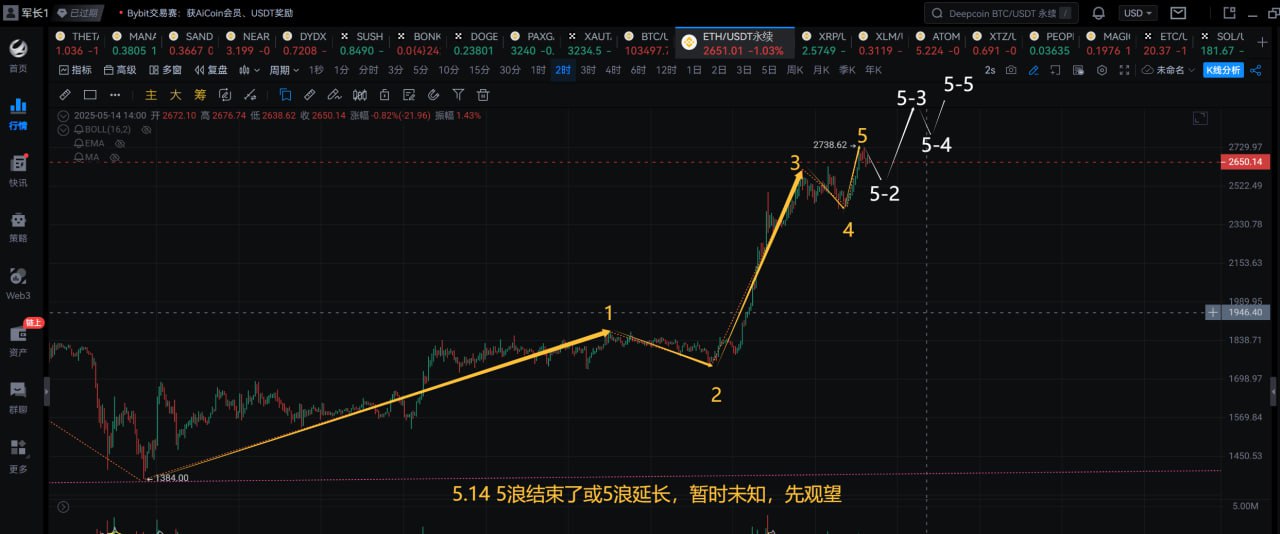 军长1 已过期 Bybit交易赛：获AiCoin会员、USDT奖励 Deepcoin BTC/USDT 永续 / USD
THETA MANA SAND NEAR DYDX SUSH BONK DOGE PAXG XAUT BTC/U ETH/USDT永续 XRP/U XLM/U ATOM XTZ/U PEOPI MAGIC ETC/U SOL/U
1.036 -1 0.3805 1 0.3667 0 3.199 -0 0.7208 - 0.8490 - 0.0{4}24 0.23801 3240 -0. 3234.5 - 103497.7 2651.01 -1.03% 2.5749 - 0.3119 - 5.224 -0 0.691 -0 0.03635 0.1976 1 20.37 -1 181.67 -
指标 高级 多窗 复盘 周期 1秒 1分 分时 3分 5分 10分 15分 30分 1时 2时 3时 4时 6时 12时 1日 2日 3日 5日 周K 月K 季K 年K 2s 未命名 K线分析
主 大 筹
2025-05-14 14:00 开 2672.10 高 2676.74 低 2638.62 收 2650.14 涨幅 -0.82%(-21.96) 振幅 1.43%
BOLL(16,2)
EMA
MA
首页
行情
快讯
策略
Web3
链上
资产
群聊
更多
5-5
5-3
5
2738.62
5-4
3
5-2
4
1
2
1384.00
5.14 5浪结束了或5浪延长，暂时未知，先观望
2729.97
2650.14
2522.49
2330.78
2153.63
1989.95
1946.40
1838.71
1698.97
1569.84
1450.53
5.00M